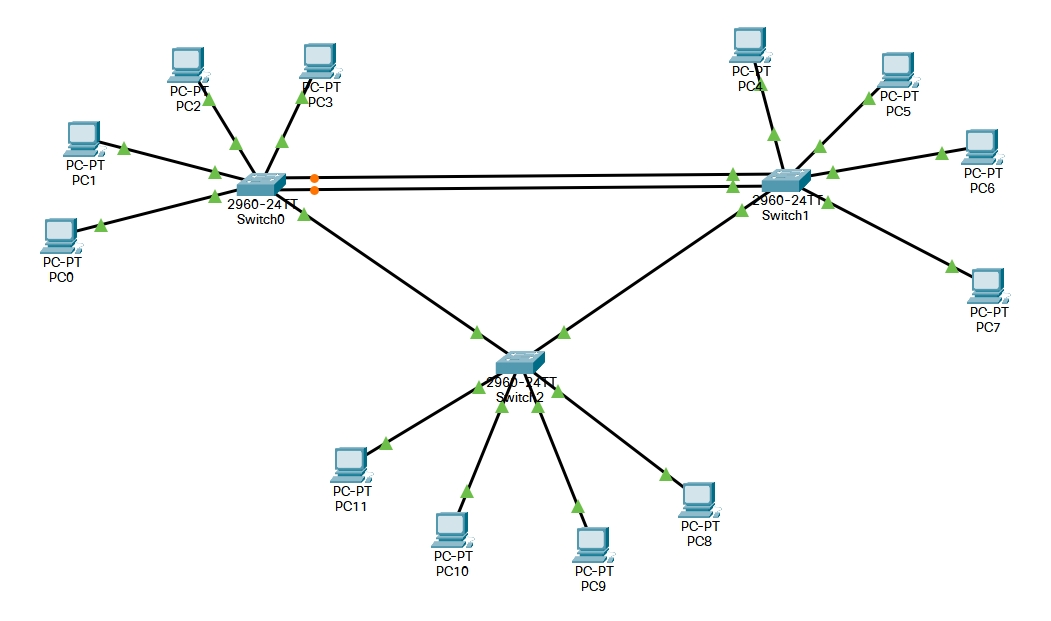 PC-PT
PC2
PC-PT
PC3
PC-PT
PC4
PC-PT
PC5
PC-PT
PC1
PC-PT
PC6
2960-24TT
Switch0
2960-24TT
Switch1
PC-PT
PC0
PC-PT
PC7
2960-24TT
Switch2
PC-PT
PC11
PC-PT
PC8
PC-PT
PC10
PC-PT
PC9